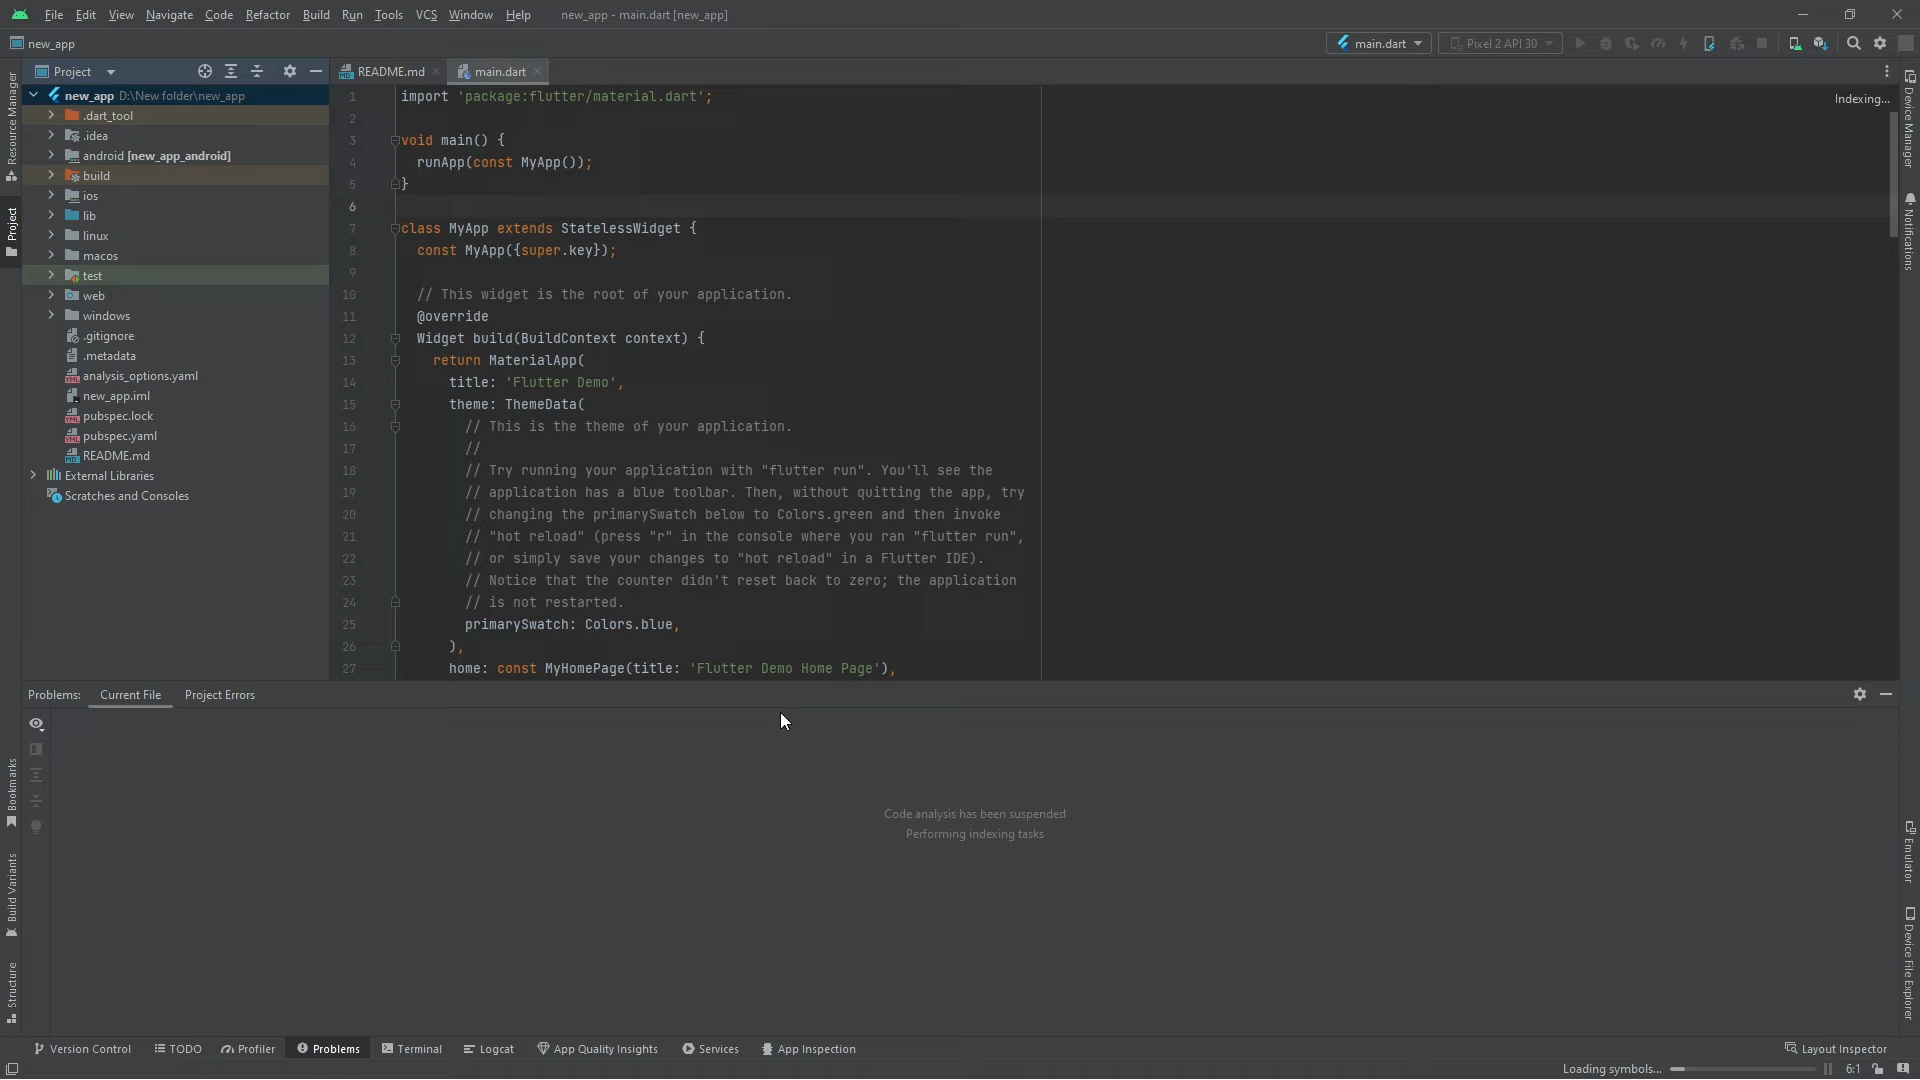 File Edit View Navigate Code Refactor Build Run Tools VCS Window Help new_app - main.dart [new_app]
new_app main.dart Pixel 2 API 30
Project README.md main.dart
Resource Manager
Project
Bookmarks
Build Variants
Structure
new_app D:\New folder\new_app
.dart_tool
.idea
android [new_app_android]
build
ios
lib
linux
macos
test
web
windows
.gitignore
.metadata
analysis_options.yaml
new_app.iml
pubspec.lock
pubspec.yaml
README.md
External Libraries
Scratches and Consoles
Indexing...
1 import 'package:flutter/material.dart';
2
3 void main() {
4 runApp(const MyApp());
5 }
6
7 class MyApp extends StatelessWidget {
8 const MyApp({super.key});
9
10 // This widget is the root of your application.
11 @override
12 Widget build(BuildContext context) {
13 return MaterialApp(
14 title: 'Flutter Demo',
15 theme: ThemeData(
16 // This is the theme of your application.
17 //
18 // Try running your application with "flutter run". You'll see the
19 // application has a blue toolbar. Then, without quitting the app, try
20 // changing the primarySwatch below to Colors.green and then invoke
21 // "hot reload" (press "r" in the console where you ran "flutter run",
22 // or simply save your changes to "hot reload" in a Flutter IDE).
23 // Notice that the counter didn't reset back to zero; the application
24 // is not restarted.
25 primarySwatch: Colors.blue,
26 ),
27 home: const MyHomePage(title: 'Flutter Demo Home Page'),
Device Manager
Notifications
Emulator
Device File Explorer
Problems: Current File Project Errors
Code analysis has been suspended
Performing indexing tasks
Version Control TODO Profiler Problems Terminal Logcat App Quality Insights Services App Inspection Layout Inspector
Loading symbols... 6:1